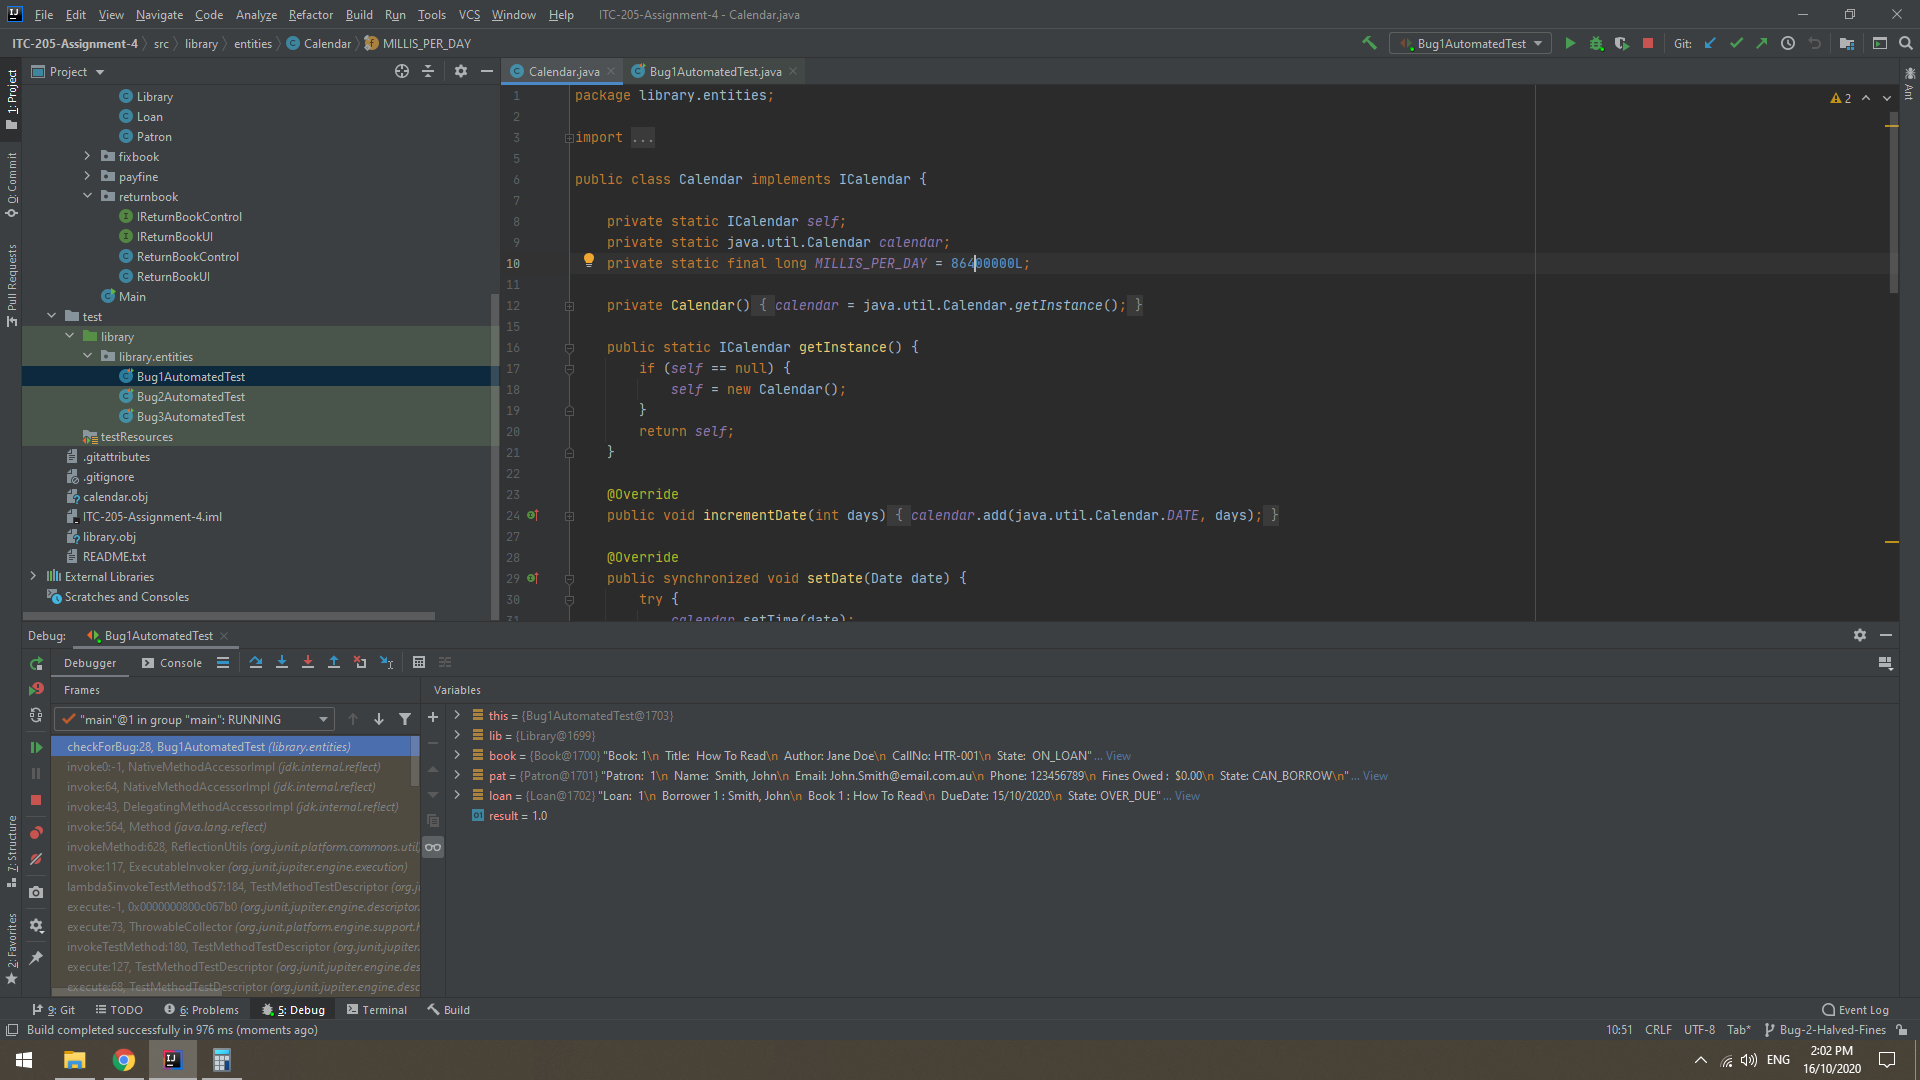 File Edit View Navigate Code Analyze Refactor Build Run Tools VCS Window Help ITC-205-Assignment-4 - Calendar.java
ITC-205-Assignment-4 src library entities Calendar MILLIS_PER_DAY Bug1AutomatedTest Git:
Project
Calendar.java Bug1AutomatedTest.java
1: Project
0: Commit
Pull Requests
7: Structure
2: Favorites
Ant
Library
Loan
Patron
fixbook
payfine
returnbook
IReturnBookControl
IReturnBookUI
ReturnBookControl
ReturnBookUI
Main
test
library
library.entities
Bug1AutomatedTest
Bug2AutomatedTest
Bug3AutomatedTest
testResources
.gitattributes
.gitignore
calendar.obj
ITC-205-Assignment-4.iml
library.obj
README.txt
External Libraries
Scratches and Consoles
2
1 package library.entities;
2
3 import ...
5
6 public class Calendar implements ICalendar {
7
8 private static ICalendar self;
9 private static java.util.Calendar calendar;
10 private static final long MILLIS_PER_DAY = 86400000L;
11
12 private Calendar() { calendar = java.util.Calendar.getInstance(); }
15
16 public static ICalendar getInstance() {
17 if (self == null) {
18 self = new Calendar();
19 }
20 return self;
21 }
22
23 @Override
24 public void incrementDate(int days) { calendar.add(java.util.Calendar.DATE, days); }
27
28 @Override
29 public synchronized void setDate(Date date) {
30 try {
31 calendar.setTime(date);
Debug: Bug1AutomatedTest
Debugger Console
Frames
Variables
"main"@1 in group "main": RUNNING
checkForBug:28, Bug1AutomatedTest (library.entities)
invoke0:-1, NativeMethodAccessorImpl (jdk.internal.reflect)
invoke:64, NativeMethodAccessorImpl (jdk.internal.reflect)
invoke:43, DelegatingMethodAccessorImpl (jdk.internal.reflect)
invoke:564, Method (java.lang.reflect)
invokeMethod:628, ReflectionUtils (org.junit.platform.commons.util,
invoke:117, ExecutableInvoker (org.junit.jupiter.engine.execution)
lambda$invokeTestMethod$7:184, TestMethodTestDescriptor (org.ju
execute:-1, 0x0000000800c067b0 (org.junit.jupiter.engine.descriptor.
execute:73, ThrowableCollector (org.junit.platform.engine.support.h
invokeTestMethod:180, TestMethodTestDescriptor (org.junit.jupiter.
execute:127, TestMethodTestDescriptor (org.junit.jupiter.engine.des
execute:68, TestMethodTestDescriptor (org.junit.jupiter.engine.desc
this = {Bug1AutomatedTest@1703}
lib = {Library@1699}
book = {Book@1700} "Book: 1\n Title: How To Read\n Author: Jane Doe\n CallNo: HTR-001\n State: ON_LOAN" ... View
pat = {Patron@1701} "Patron: 1\n Name: Smith, John\n Email: John.Smith@email.com.au\n Phone: 123456789\n Fines Owed : $0.00\n State: CAN_BORROW\n" ... View
loan = {Loan@1702} "Loan: 1\n Borrower 1 : Smith, John\n Book 1 : How To Read\n DueDate: 15/10/2020\n State: OVER_DUE" ... View
result = 1.0
9: Git TODO 6: Problems 5: Debug Terminal Build Event Log
Build completed successfully in 976 ms (moments ago) 10:51 CRLF UTF-8 Tab* Bug-2-Halved-Fines
ENG
2:02 PM
16/10/2020